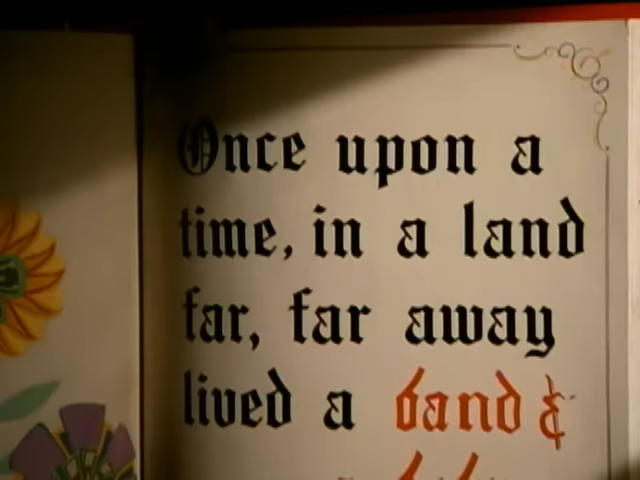 Once upon a
time, in a land
far, far away
lived a band &